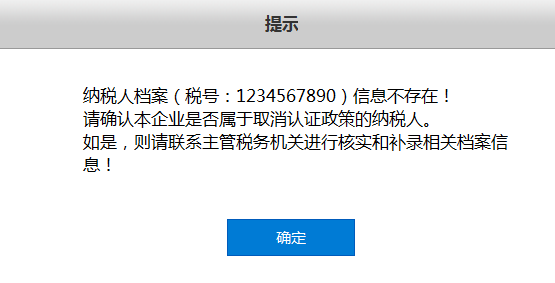 提示
纳税人档案（税号：1234567890）信息不存在！
请确认本企业是否属于取消认证政策的纳税人。
如是，则请联系主管税务机关进行核实和补录相关档案信
息！
确定